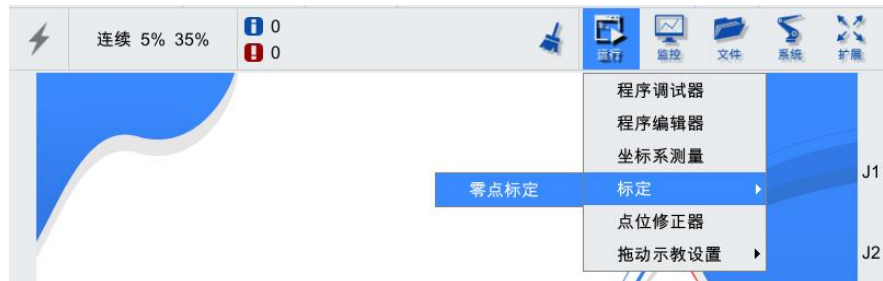 连续 5% 35%
0
0
运行
监控
文件
系统
扩展
程序调试器
程序编辑器
坐标系测量
J1
零点标定
标定
点位修正器
拖动示教设置
J2